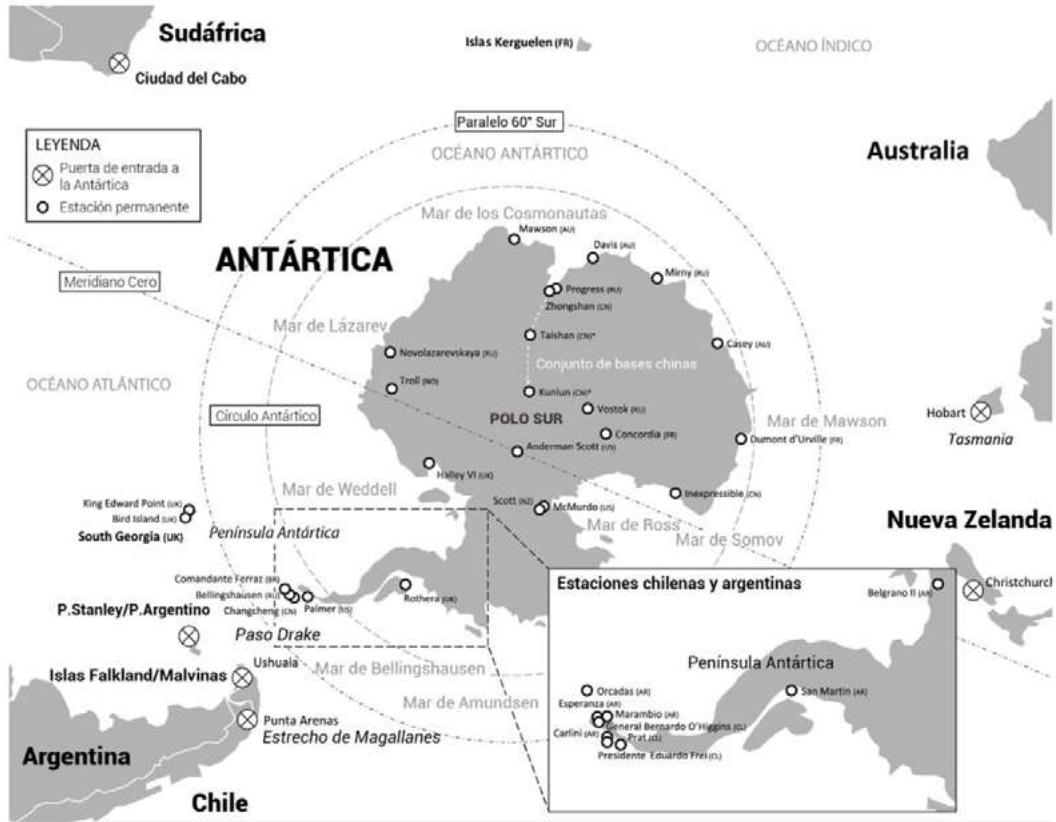 Sudáfrica
Islas Kerguelen (FR)
OCÉANO ÍNDICO
Ciudad del Cabo
Paralelo 60° Sur
OCÉANO ANTÁRTICO
LEYENDA
Puerta de entrada a
la Antártica
Estación permanente
Australia
Mar de los Cosmonautas
Mawson (AU)
Davis (AU)
ANTÁRTICA
Mirny (RU)
Meridiano Cero
Progress (RU)
Zhongshan (CN)
Mar de Lázarev
Taishan (CN)*
Casey (AU)
Novolazarevskaya (RU)
Conjunto de bases chinas
OCÉANO ATLÁNTICO
Troll (NO)
Kunlun (CN)*
Vostok (RU)
Círculo Antártico
POLO SUR
Mar de Mawson
Hobart
Concordia (FR)
Dumont d'Urville (FR)
Tasmania
Anderman Scott (US)
Halley VI (UK)
Mar de Weddell
Inexpressible (CN)
King Edward Point (UK)
Scott (NZ)
McMurdo (US)
Bird Island (UK)
Mar de Ross
Nueva Zelanda
South Georgia (UK)
Península Antártica
Mar de Somov
Comandante Ferraz (BR)
Estaciones chilenas y argentinas
Christchurcl
Bellingshausen (RU)
Belgrano II (AR)
Rothera (UK)
P.Stanley/P.Argentino
Changcheng (CN)
Palmer (US)
Paso Drake
Ushuaia
Mar de Bellingshausen
Península Antártica
Islas Falkland/Malvinas
Orcadas (AR)
San Martin (AR)
Mar de Amundsen
Esperanza (AR)
Marambio (AR)
Punta Arenas
General Bernardo O'Higgins (CL)
Estrecho de Magallanes
Carlini (AR)
Prat (CL)
Argentina
Presidente Eduardo Frei (CL)
Chile